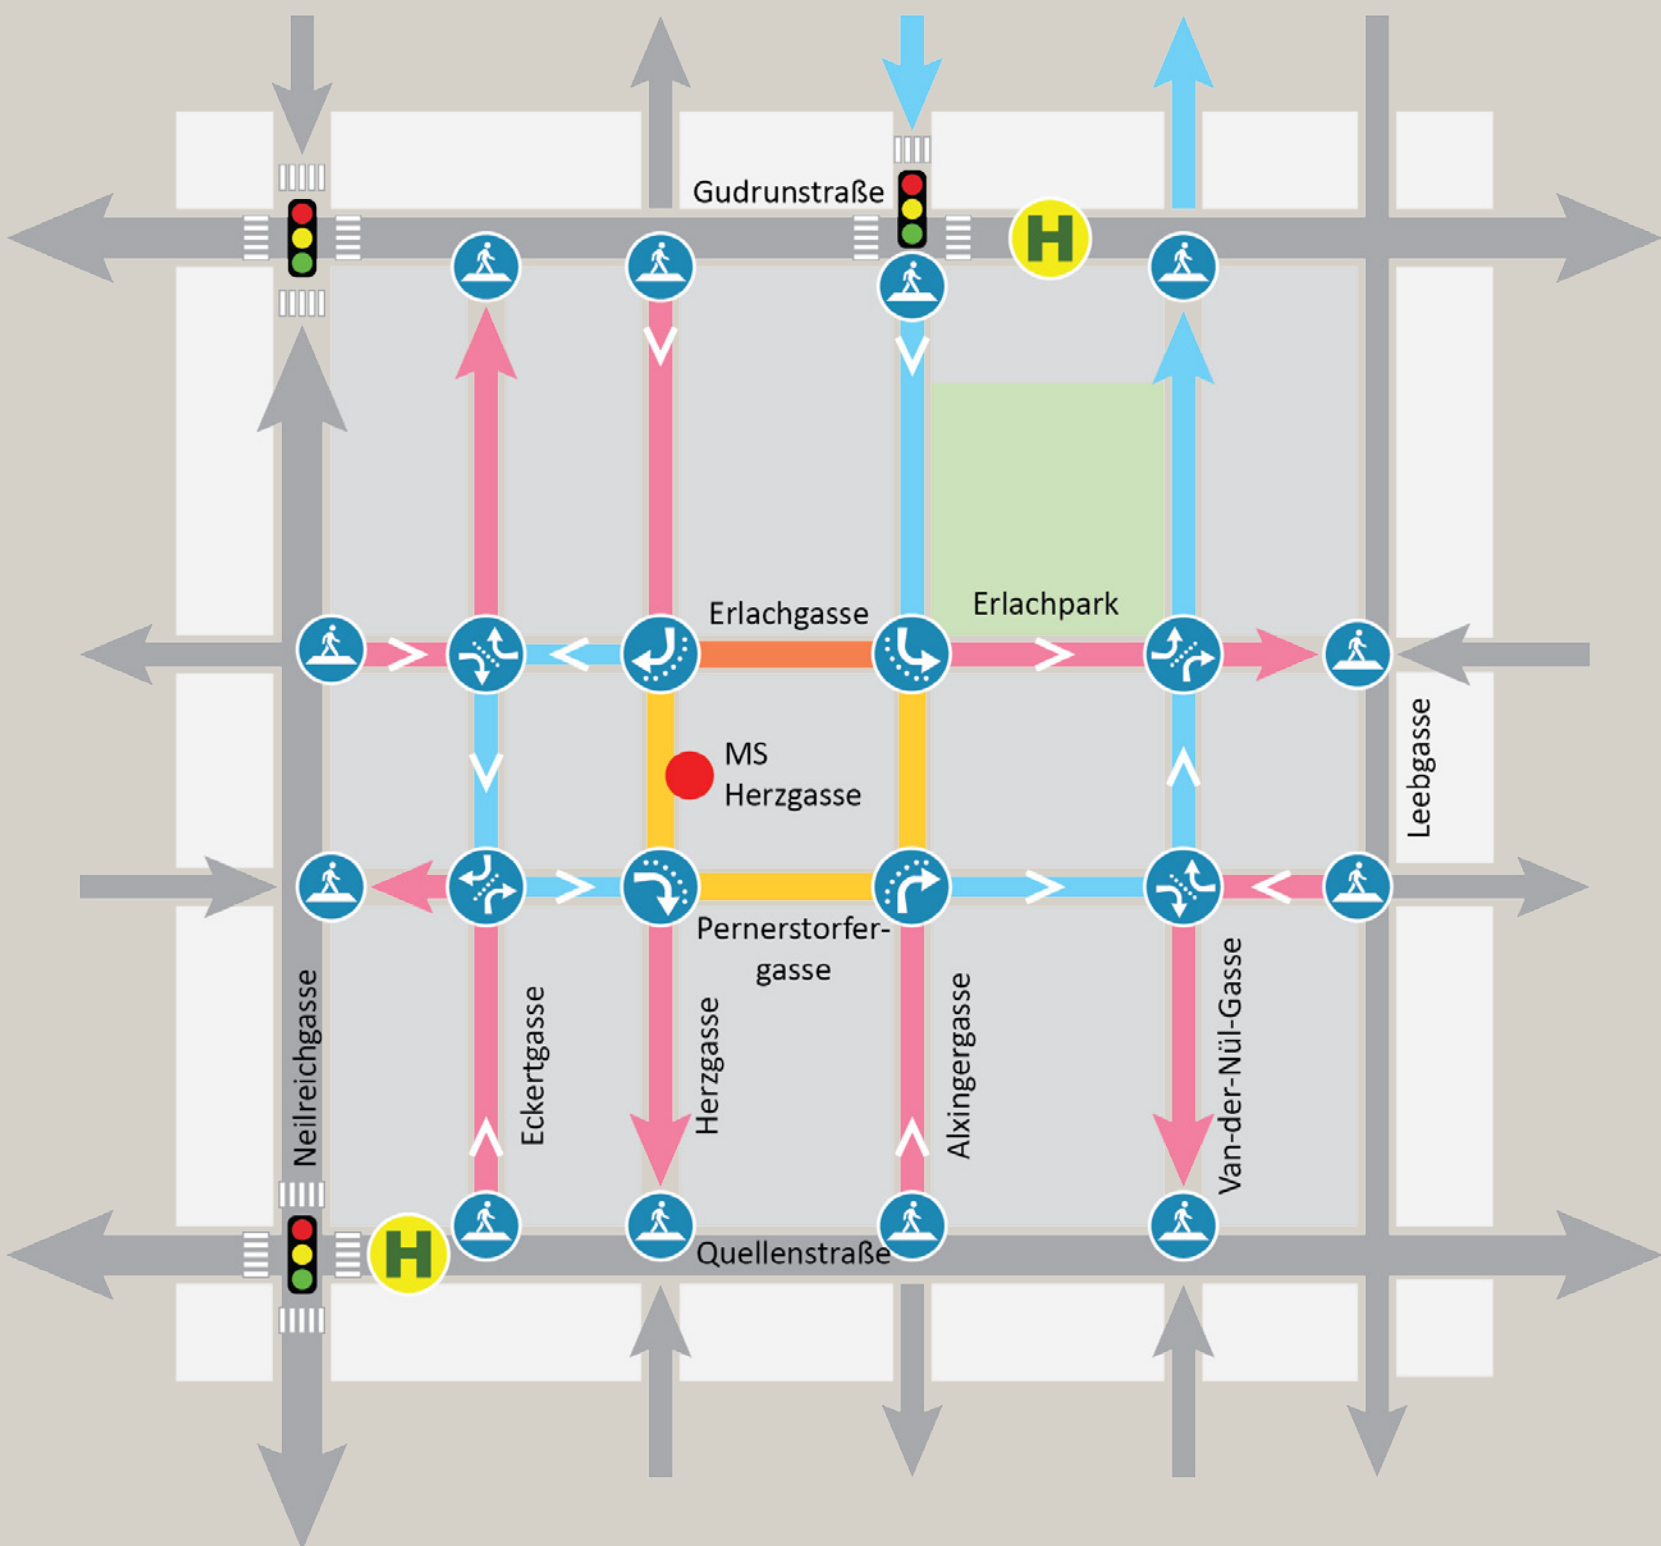 Gudrunstraße
H
Erlachgasse
Erlachpark
MS
Herzgasse
Leebgasse
Pernerstorfer-
gasse
Neilreichgasse
Eckertgasse
Herzgasse
Alxingergasse
Van-der-Nül-Gasse
H
Quellenstraße